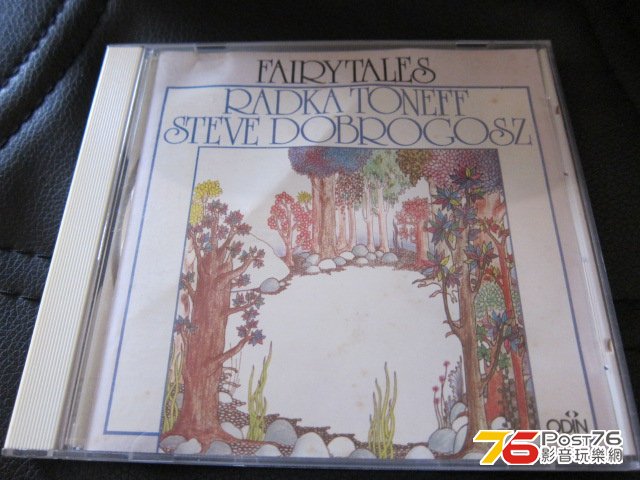 FAIRYTALES
RADKA TONEFF
STEVE DOBROGOSZ
ODIN
76 POST76
影音玩樂網